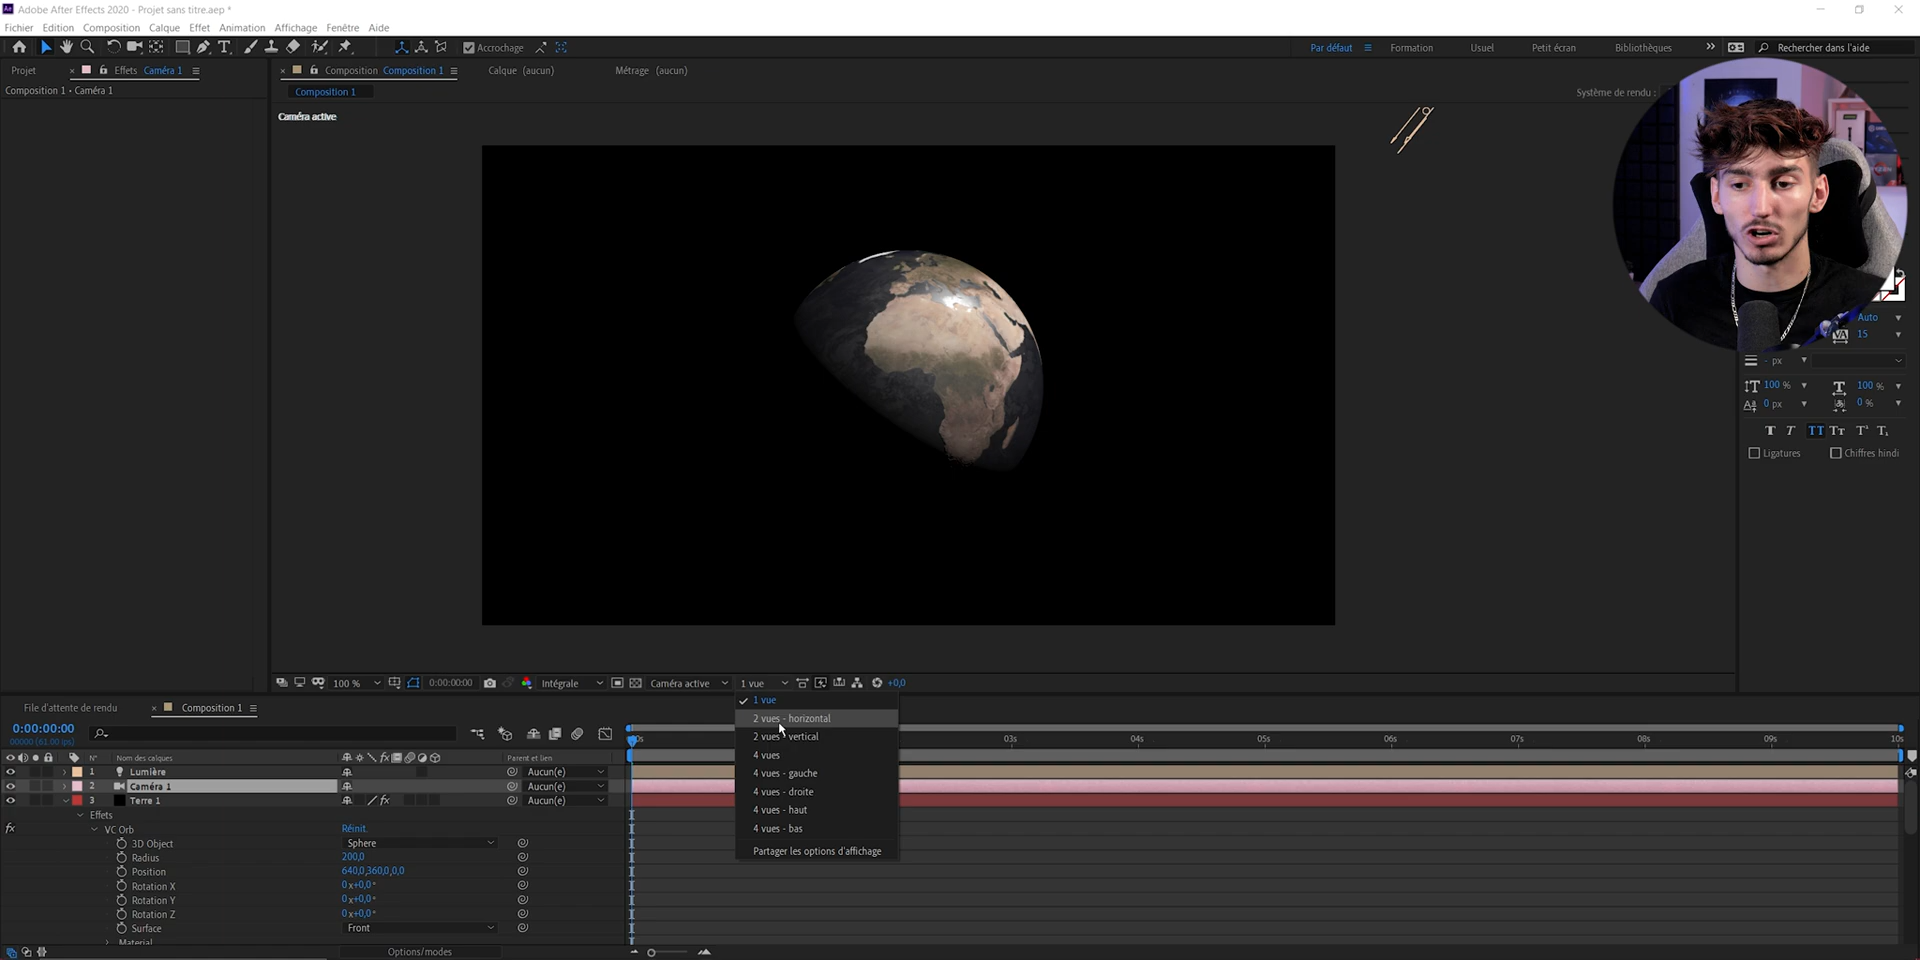 Adobe After Effects 2020 - Projet sans titre.aep *
Fichier Edition Composition Calque Effet Animation Affichage Fenêtre Aide
Accrochage
Par défaut Formation Usuel Petit écran Bibliothèques Rechercher dans l'aide
Projet Effets Caméra 1
Composition Composition 1 Calque (aucun) Métrage (aucun)
Composition 1 • Caméra 1
Composition 1
Système de rendu :
Caméra active
Auto
15
- px
100 % 100 %
0 px 0 %
Ligatures Chiffres hindi
100 % 0:00:00:00 Intégrale Caméra active 1 vue +0,0
1 vue
2 vues - horizontal
2 vues - vertical
4 vues
4 vues - gauche
4 vues - droite
4 vues - haut
4 vues - bas
Partager les options d'affichage
File d'attente de rendu Composition 1
0:00:00:00
00000 (61.00 ips)
00s 03s 04s 05s 06s 07s 08s 09s 10s
N° Nom des calques Parent et lien
1 Lumière Aucun(e)
2 Caméra 1 Aucun(e)
3 Terre 1 Aucun(e)
Effets
fx VC Orb Réinit.
3D Object Sphere
Radius 200,0
Position 640,0,360,0,0,0
Rotation X 0 x+0,0°
Rotation Y 0 x+0,0°
Rotation Z 0 x+0,0°
Surface Front
Material
Options/modes